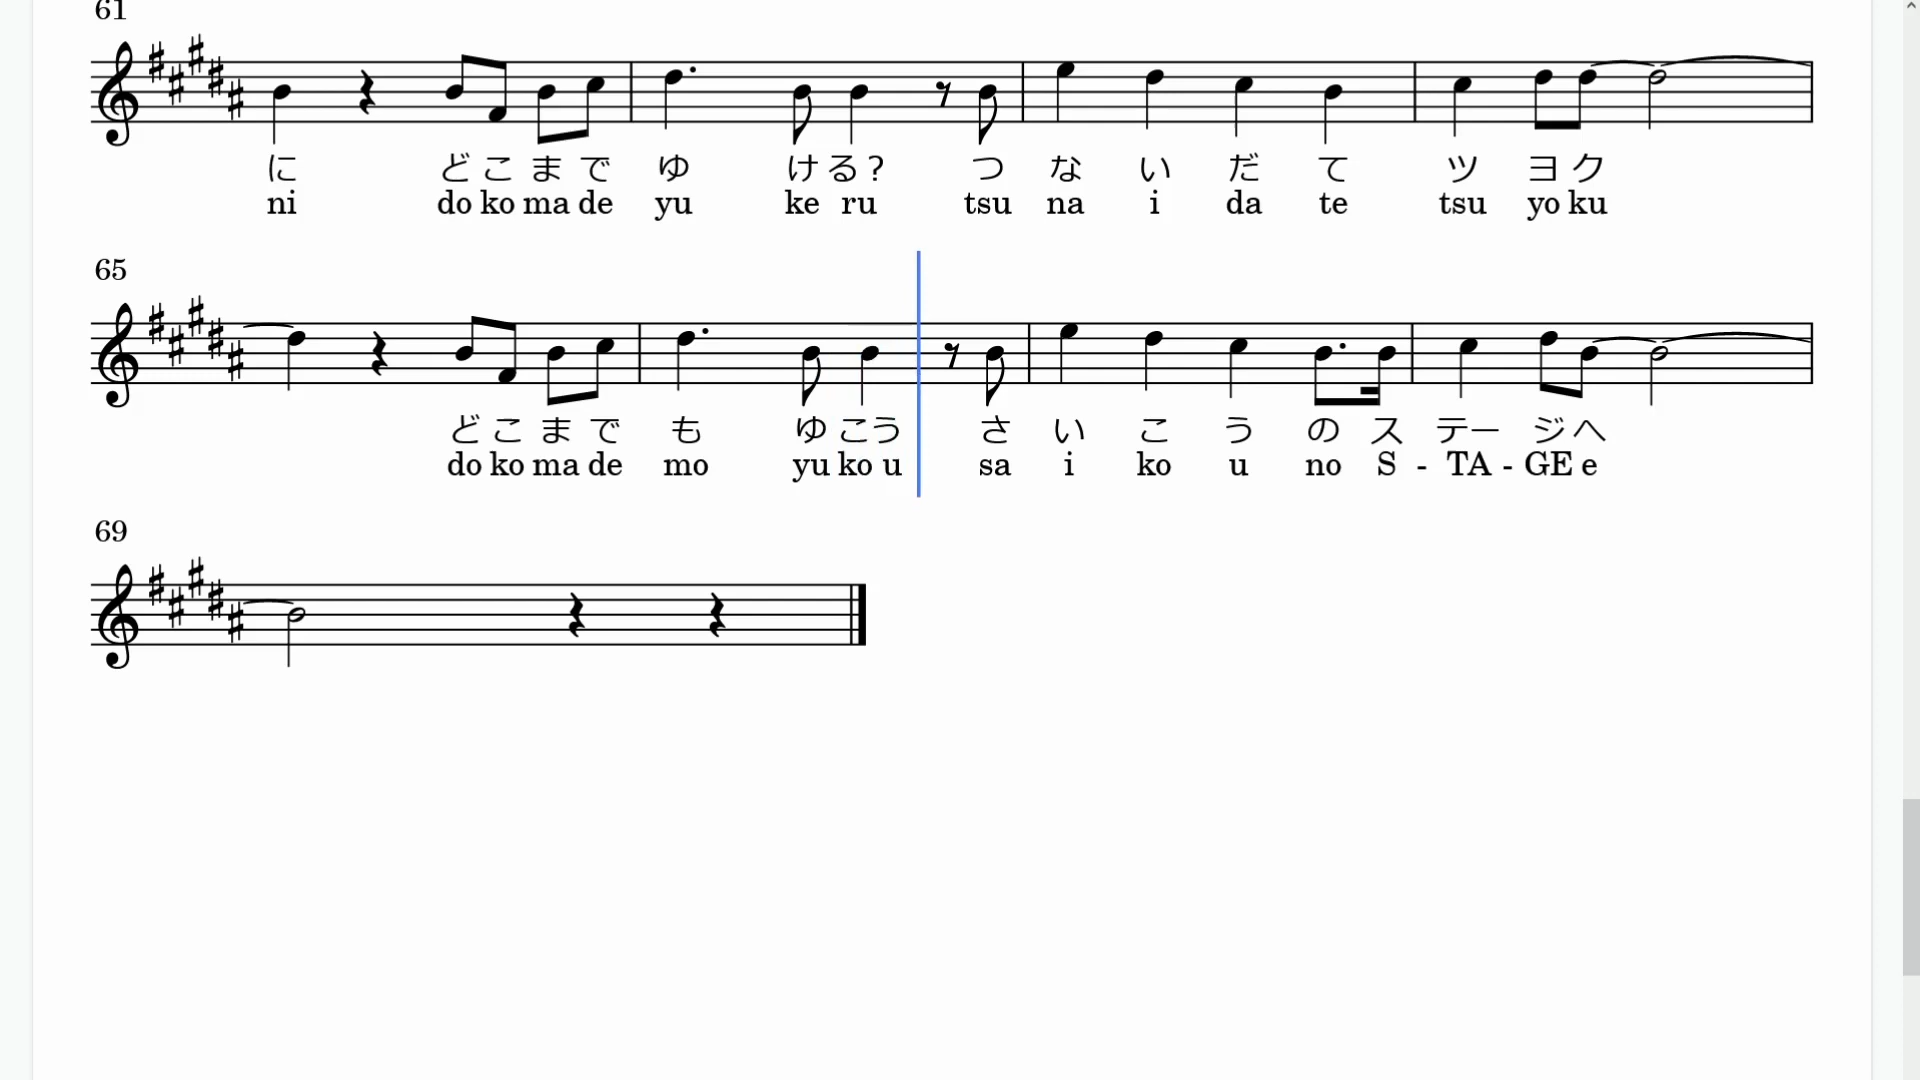 61
に どこまで ゆ ける? つ な い だ て ツ ヨク
ni do ko ma de yu ke ru tsu na i da te tsu yo ku
65
どこまで も ゆこう さ い こ う の ス テー ジへ
do ko ma de mo yu ko u sa i ko u no S - TA - GE e
69